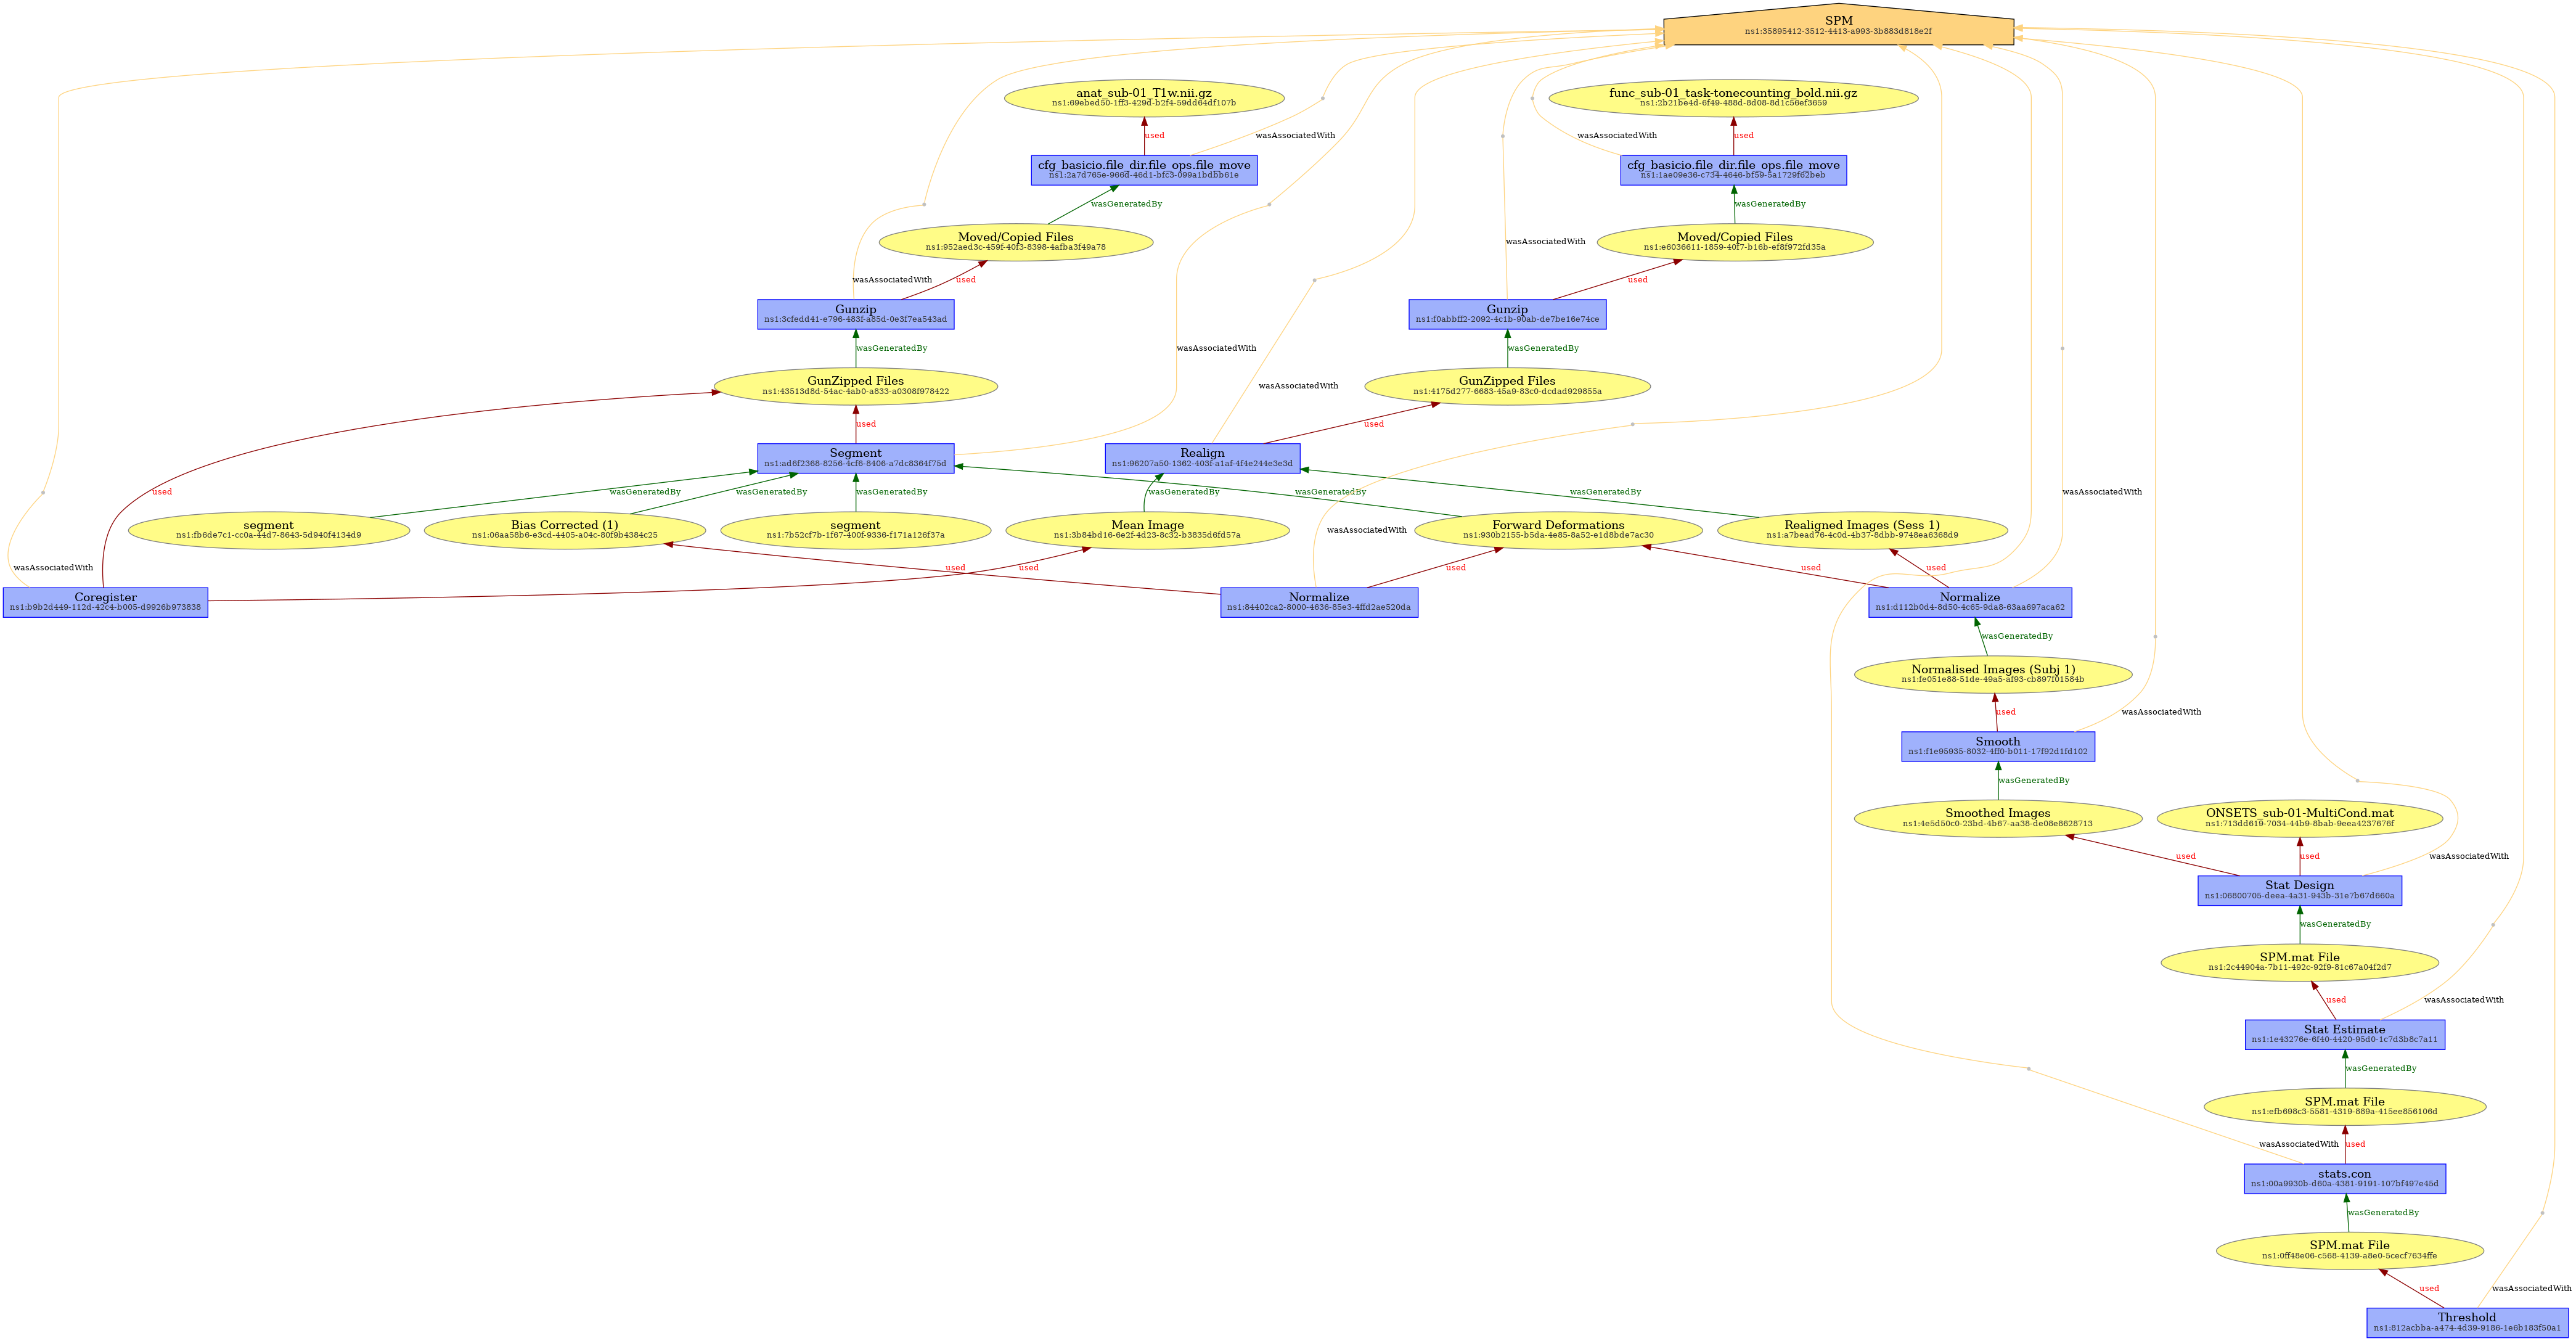 SPM
ns1:35895412-3512-4413-a993-3b883d818e2f
anat_sub-01_T1w.nii.gz
ns1:69ebed50-1ff3-429d-b2f4-59dd64df107b
func_sub-01_task-tonecounting_bold.nii.gz
ns1:2b21be4d-6f49-488d-8d08-8d1c56ef3659
used
wasAssociatedWith
wasAssociatedWith
used
cfg_basicio.file_dir.file_ops.file_move
ns1:2a7d765e-966d-46d1-bfc3-099a1bdbb61e
cfg_basicio.file_dir.file_ops.file_move
ns1:1ae09e36-c734-4646-bf59-5a1729f62beb
wasGeneratedBy
wasGeneratedBy
Moved/Copied Files
ns1:952aed3c-459f-40f3-8398-4afba3f49a78
Moved/Copied Files
ns1:e6036611-1859-40f7-b16b-ef8f972fd35a
wasAssociatedWith
used
wasAssociatedWith
used
Gunzip
ns1:3cfedd41-e796-483f-a85d-0e3f7ea543ad
Gunzip
ns1:f0abbff2-2092-4c1b-90ab-de7be16e74ce
wasGeneratedBy
wasAssociatedWith
wasGeneratedBy
GunZipped Files
ns1:43513d8d-54ac-4ab0-a833-a0308f978422
wasAssociatedWith
GunZipped Files
ns1:4175d277-6683-45a9-83c0-dcdad929855a
used
used
Segment
ns1:ad6f2368-8256-4cf6-8406-a7dc8364f75d
Realign
ns1:96207a50-1362-403f-a1af-4f4e244e3e3d
used
wasGeneratedBy
wasGeneratedBy
wasGeneratedBy
wasGeneratedBy
wasGeneratedBy
wasGeneratedBy
wasAssociatedWith
segment
ns1:fb6de7c1-cc0a-44d7-8643-5d940f4134d9
Bias Corrected (1)
ns1:06aa58b6-e3cd-4405-a04c-80f9b4384c25
segment
ns1:7b52cf7b-1f67-400f-9336-f171a126f37a
Mean Image
ns1:3b84bd16-6e2f-4d23-8c32-b3835d6fd57a
wasAssociatedWith
Forward Deformations
ns1:930b2155-b5da-4e85-8a52-e1d8bde7ac30
Realigned Images (Sess 1)
ns1:a7bead76-4c0d-4b37-8dbb-9748ea6368d9
wasAssociatedWith
used
used
used
used
used
Coregister
ns1:b9b2d449-112d-42c4-b005-d9926b973838
Normalize
ns1:84402ca2-8000-4636-85e3-4ffd2ae520da
Normalize
ns1:d112b0d4-8d50-4c65-9da8-63aa697aca62
wasGeneratedBy
Normalised Images (Subj 1)
ns1:fe051e88-51de-49a5-af93-cb897f01584b
used
wasAssociatedWith
Smooth
ns1:f1e95935-8032-4ff0-b011-17f92d1fd102
wasGeneratedBy
Smoothed Images
ns1:4e5d50c0-23bd-4b67-aa38-de08e8628713
ONSETS_sub-01-MultiCond.mat
ns1:713dd619-7034-44b9-8bab-9eea4237676f
used
used
wasAssociatedWith
Stat Design
ns1:06800705-deea-4a31-943b-31e7b67d660a
wasGeneratedBy
SPM.mat File
ns1:2c44904a-7b11-492c-92f9-81c67a04f2d7
used
wasAssociatedWith
Stat Estimate
ns1:1e43276e-6f40-4420-95d0-1c7d3b8c7a11
wasGeneratedBy
SPM.mat File
ns1:efb698c3-5581-4319-889a-415ee856106d
wasAssociatedWith
used
stats.con
ns1:00a9930b-d60a-4381-9191-107bf497e45d
wasGeneratedBy
SPM.mat File
ns1:0ff48e06-c568-4139-a8e0-5cecf7634ffe
used
wasAssociatedWith
Threshold
ns1:812acbba-a474-4d39-9186-1e6b183f50a1